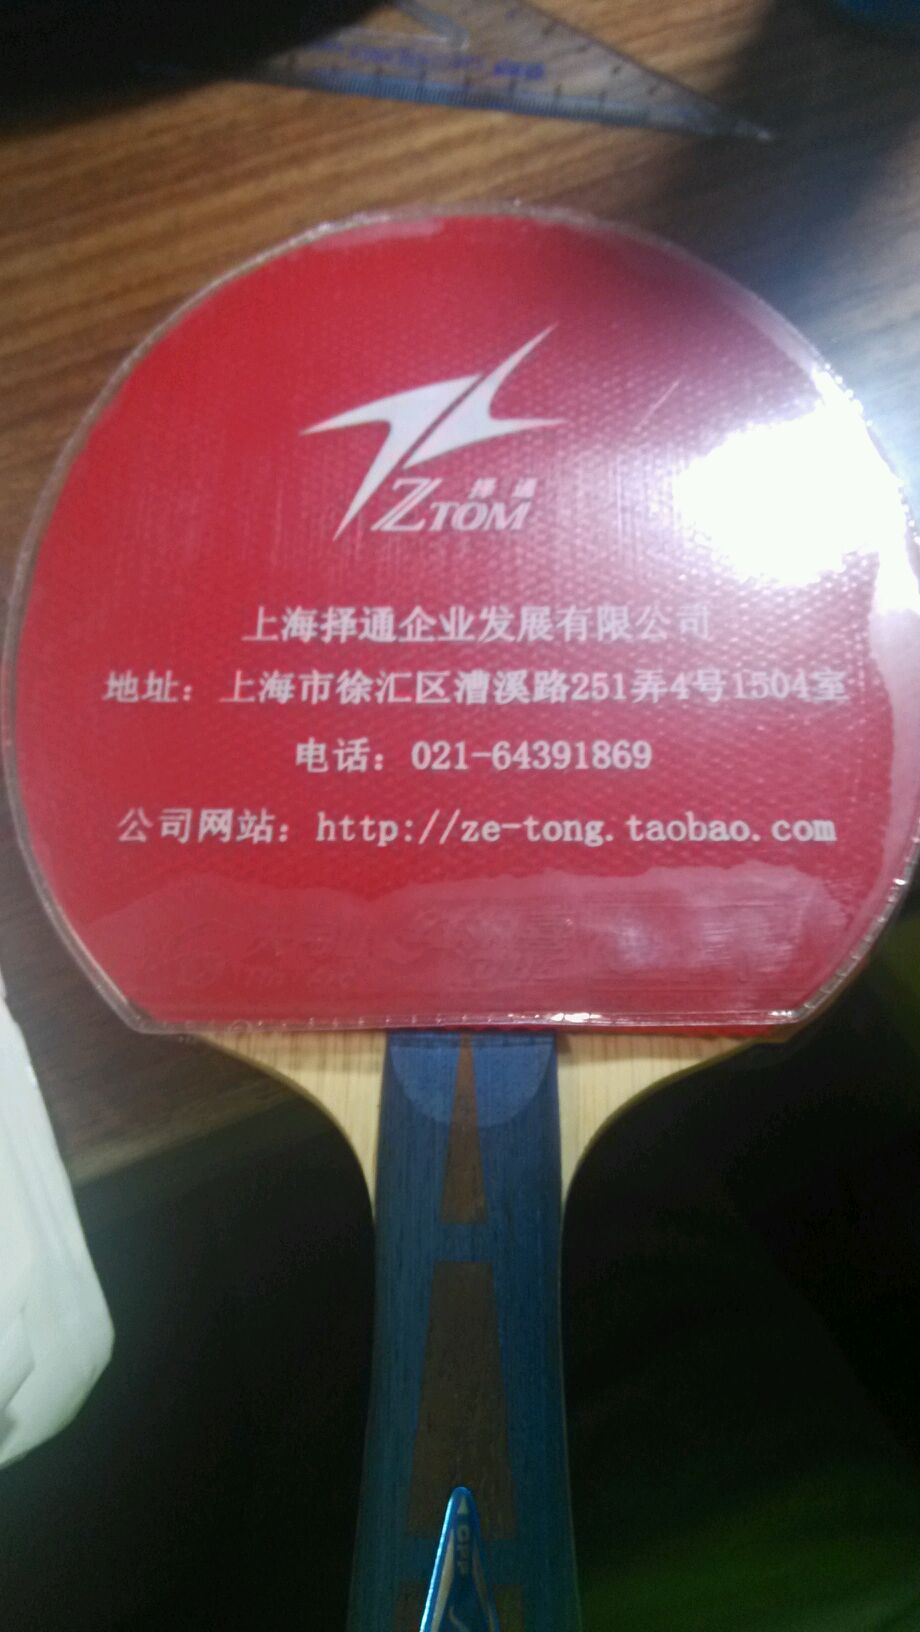 择通
ZTOM
上海择通企业发展有限公司
地址：上海市徐汇区漕溪路251弄4号1504室
电话：021-64391869
公司网站：http://ze-tong.taobao.com
OFF